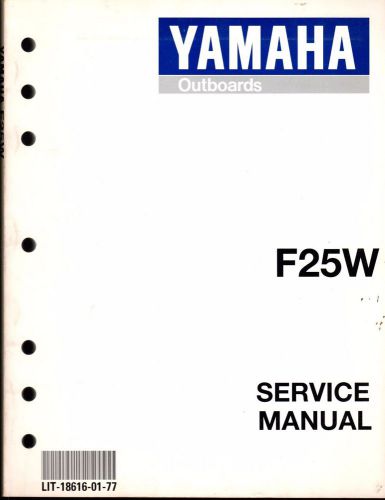 YAMAHA
Outboards
F25W
SERVICE
MANUAL
LIT-18616-01-77